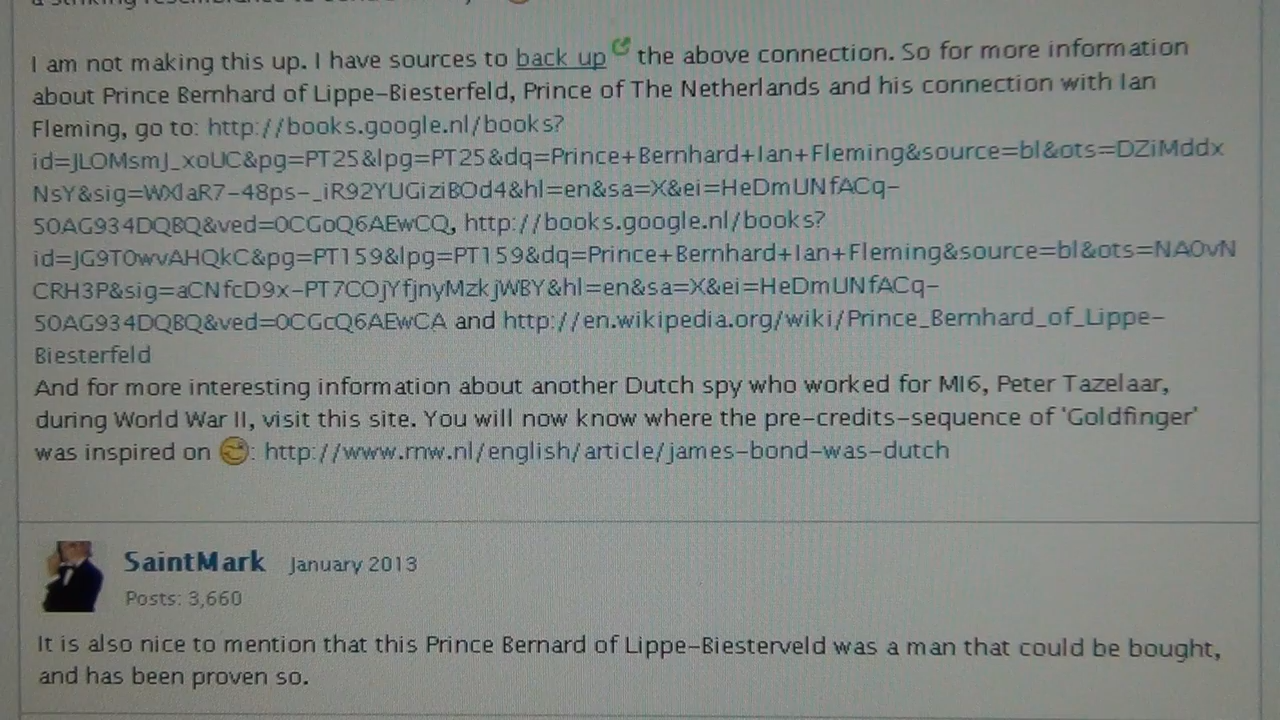 I am not making this up. I have sources to back up the above connection. So for more information
about Prince Bernhard of Lippe-Biesterfeld, Prince of The Netherlands and his connection with Ian
Fleming, go to: http://books.google.nl/books?
id=JLOMsmJ_xoUC&pg=PT25&lpg=PT25&dq=Prince+Bernhard+Ian+Fleming&source=bl&ots=DZiMddx
NsY&sig=WXlaR7-48ps-_iR92YUGiziBOd4&hl=en&sa=X&ei=HeDmUNfACq-
50AG934DQBQ&ved=0CGoQ6AEwCQ, http://books.google.nl/books?
id=JG9T0wvAHQkC&pg=PT159&lpg=PT159&dq=Prince+Bernhard+Ian+Fleming&source=bl&ots=NAOvN
CRH3P&sig=aCNfcD9x-PT7COjYfjnyMzkjWBY&hl=en&sa=X&ei=HeDmUNfACq-
50AG934DQBQ&ved=0CGcQ6AEwCA and http://en.wikipedia.org/wiki/Prince_Bernhard_of_Lippe-
Biesterfeld
And for more interesting information about another Dutch spy who worked for MI6, Peter Tazelaar,
during World War II, visit this site. You will now know where the pre-credits-sequence of 'Goldfinger'
was inspired on : http://www.rnw.nl/english/article/james-bond-was-dutch
SaintMark January 2013
Posts: 3,660
It is also nice to mention that this Prince Bernard of Lippe-Biesterveld was a man that could be bought,
and has been proven so.